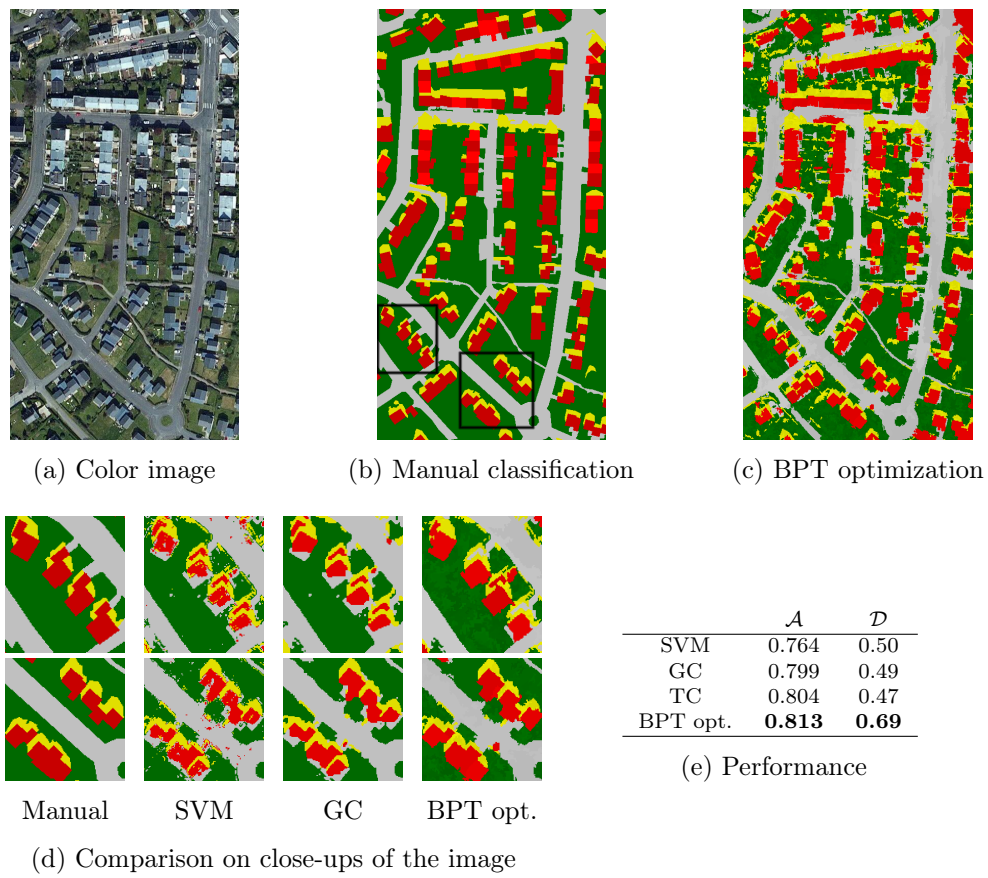 (a) Color image
(b) Manual classification
(c) BPT optimization
Manual
SVM
GC
BPT opt.
(d) Comparison on close-ups of the image
𝒜 𝒟
SVM 0.764 0.50
GC 0.799 0.49
TC 0.804 0.47
BPT opt. 0.813 0.69
(e) Performance